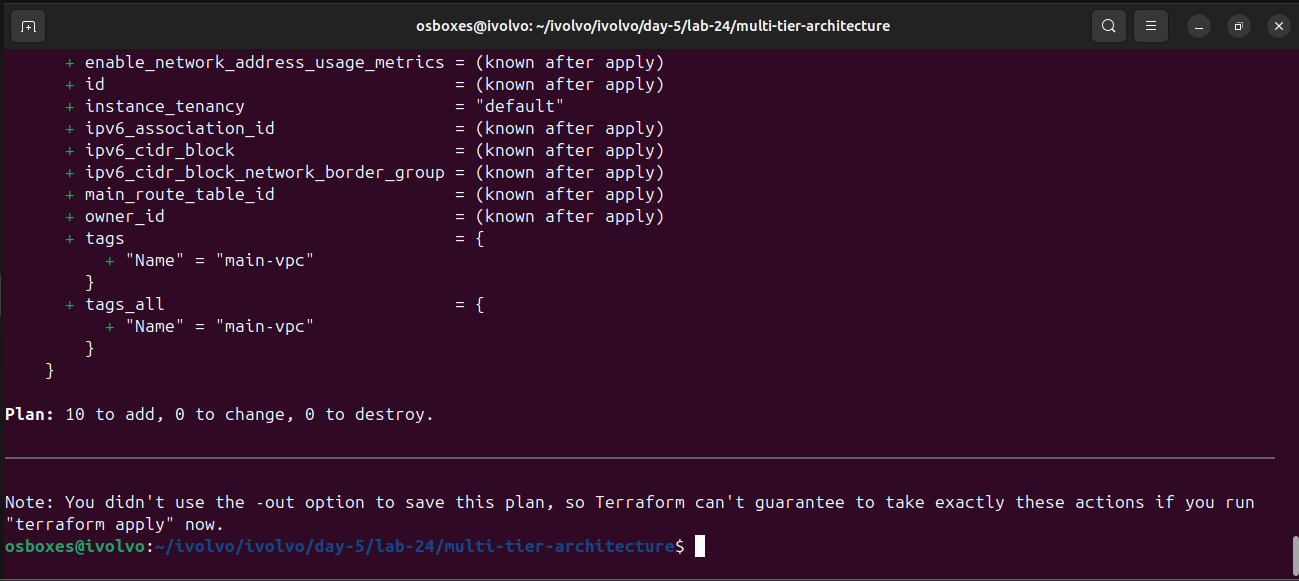 osboxes@ivolvo: ~/ivolvo/ivolvo/day-5/lab-24/multi-tier-architecture
+ enable_network_address_usage_metrics = (known after apply)
+ id                                   = (known after apply)
+ instance_tenancy                     = "default"
+ ipv6_association_id                  = (known after apply)
+ ipv6_cidr_block                      = (known after apply)
+ ipv6_cidr_block_network_border_group = (known after apply)
+ main_route_table_id                  = (known after apply)
+ owner_id                             = (known after apply)
+ tags                                 = {
+ "Name" = "main-vpc"
}
+ tags_all                             = {
+ "Name" = "main-vpc"
}
}
Plan: 10 to add, 0 to change, 0 to destroy.
Note: You didn't use the -out option to save this plan, so Terraform can't guarantee to take exactly these actions if you run
"terraform apply" now.
osboxes@ivolvo:~/ivolvo/ivolvo/day-5/lab-24/multi-tier-architecture$